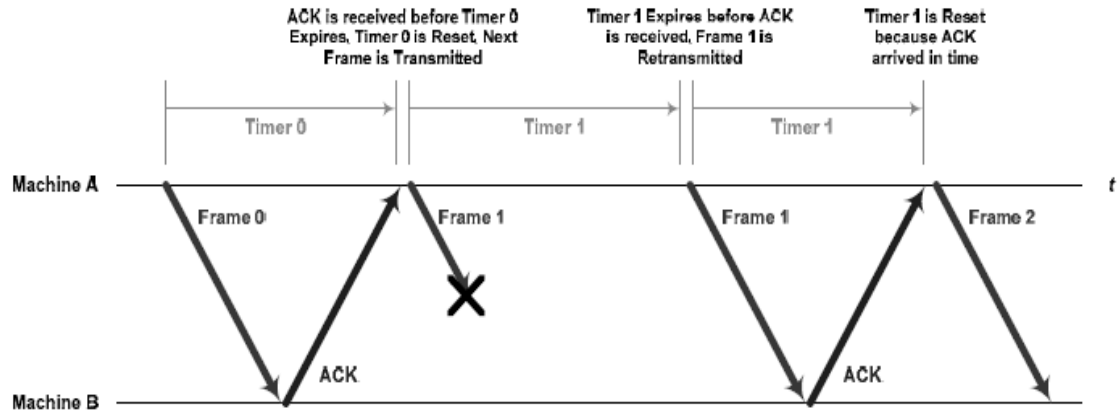 ACK is received before Timer 0
Expires, Timer 0 is Reset, Next
Frame is Transmitted
Timer 1 Expires before ACK
is received, Frame 1 is
Retransmitted
Timer 1 is Reset
because ACK
arrived in time
Timer 0
Timer 1
Timer 1
Machine A
t
Frame 0
Frame 1
Frame 1
Frame 2
ACK
ACK
Machine B